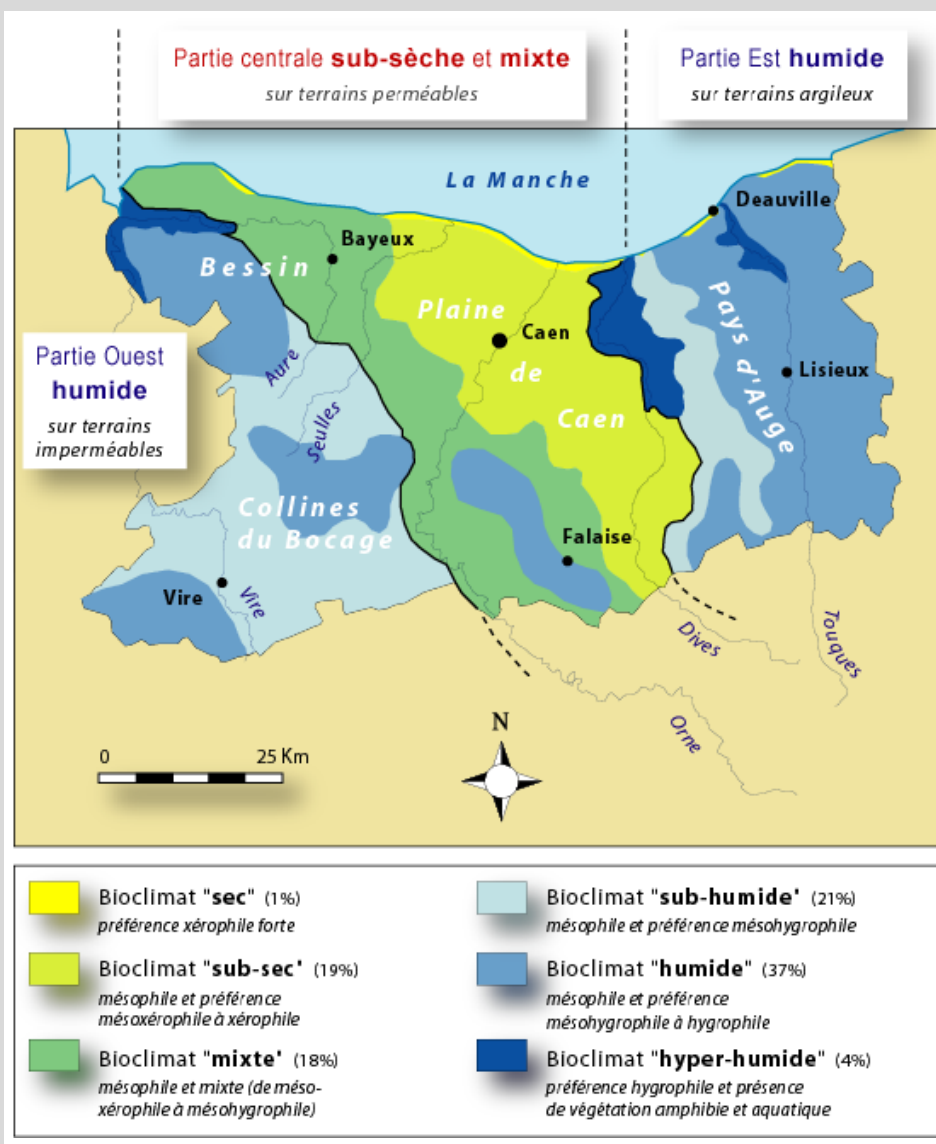 Partie centrale sub-sèche et mixte
sur terrains perméables
Partie Est humide
sur terrains argileux
La Manche
Deauville
Bayeux
Bessin
Plaine
Caen
de
Caen
Pays d'Auge
Lisieux
Partie Ouest
humide
sur terrains
imperméables
Aure
Seulles
Collines
du Bocage
Falaise
Vire
Vire
Dives
Touques
Orne
N
0 25 Km
Bioclimat "sec" (1%)
préférence xérophile forte
Bioclimat "sub-sec' (19%)
mésophile et préférence
mésoxérophile à xérophile
Bioclimat "mixte' (18%)
mésophile et mixte (de méso-
xérophile à mésohygrophile)
Bioclimat "sub-humide' (21%)
mésophile et préférence mésohygrophile
Bioclimat "humide" (37%)
mésophile et préférence
mésohygrophile à hygrophile
Bioclimat "hyper-humide" (4%)
préférence hygrophile et présence
de végétation amphibie et aquatique